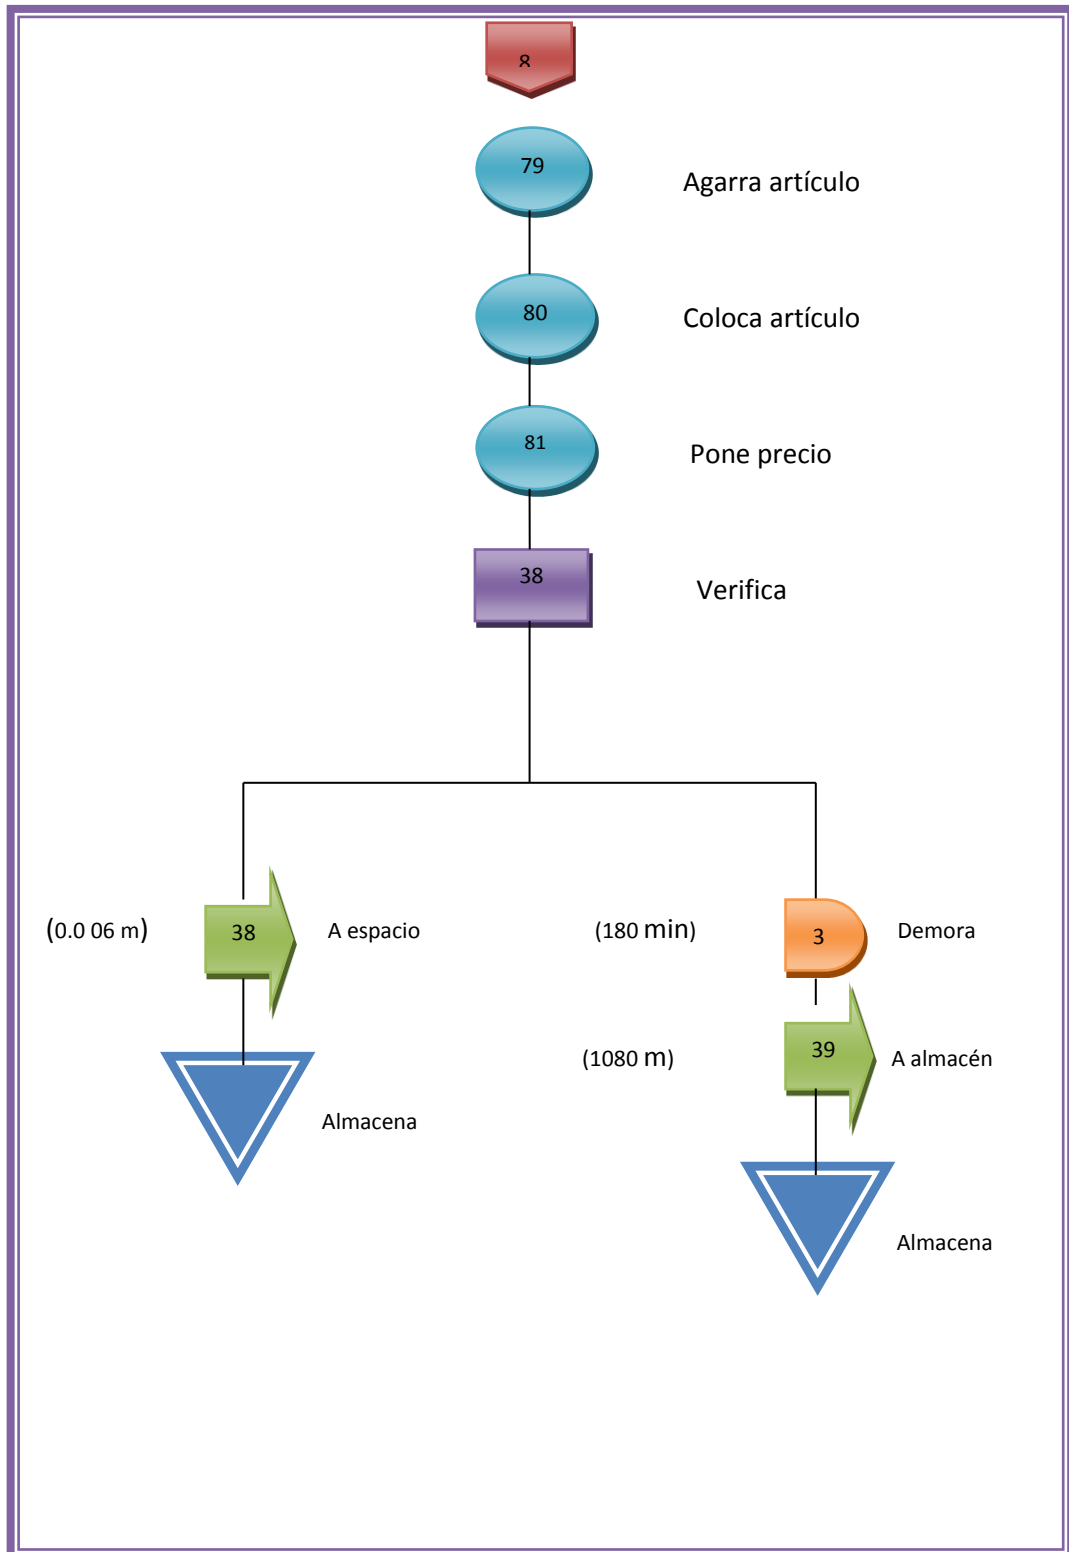 8
79
Agarra artículo
80
Coloca artículo
81
Pone precio
38
Verifica
(0.0 06 m)
38
A espacio
(180 min)
3
Demora
(1080 m)
39
A almacén
Almacena
Almacena